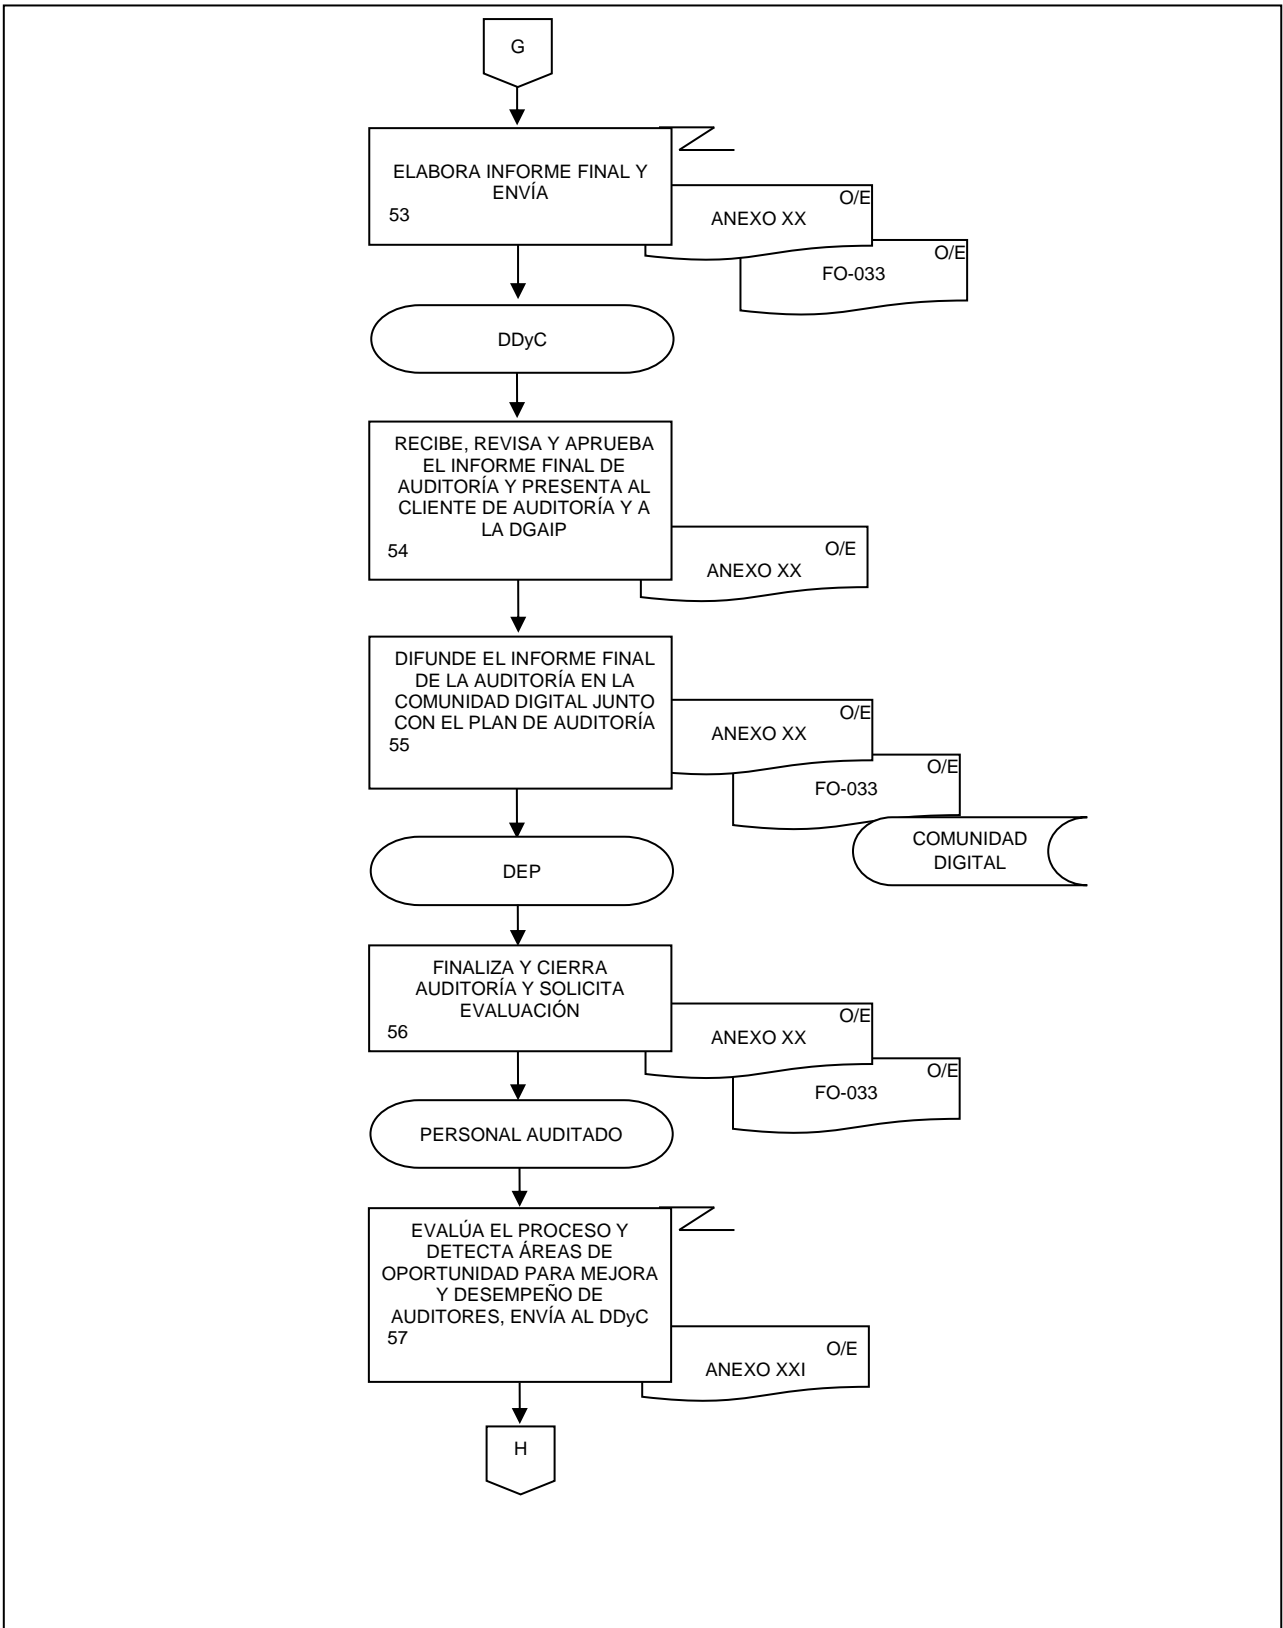 G
ELABORA INFORME FINAL Y
ENVÍA
53
O/E
ANEXO XX
O/E
FO-033
DDyC
RECIBE, REVISA Y APRUEBA
EL INFORME FINAL DE
AUDITORÍA Y PRESENTA AL
CLIENTE DE AUDITORÍA Y A
LA DGAIP
54
O/E
ANEXO XX
DIFUNDE EL INFORME FINAL
DE LA AUDITORÍA EN LA
COMUNIDAD DIGITAL JUNTO
CON EL PLAN DE AUDITORÍA
55
O/E
ANEXO XX
O/E
FO-033
COMUNIDAD
DIGITAL
DEP
FINALIZA Y CIERRA
AUDITORÍA Y SOLICITA
EVALUACIÓN
56
O/E
ANEXO XX
O/E
FO-033
PERSONAL AUDITADO
EVALÚA EL PROCESO Y
DETECTA ÁREAS DE
OPORTUNIDAD PARA MEJORA
Y DESEMPEÑO DE
AUDITORES, ENVÍA AL DDyC
57
O/E
ANEXO XXI
H